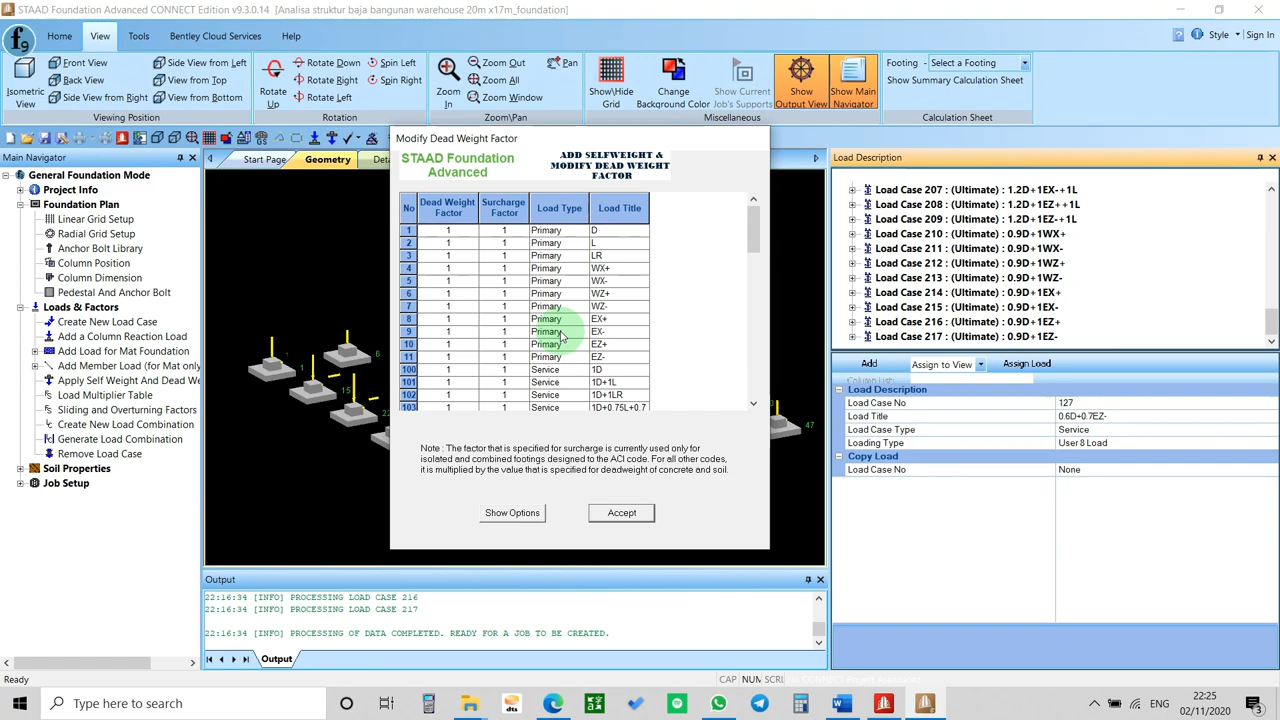 STAAD Foundation Advanced CONNECT Edition v9.3.0.14 [Analisa struktur baja bangunan warehouse 20m x17m_foundation]
Home View Tools Bentley Cloud Services Help
Style Sign In
Isometric View
Front View
Back View
Side View from Right
Side View from Left
View from Top
View from Bottom
Viewing Position
Rotate Up
Rotate Down
Rotate Right
Rotate Left
Spin Left
Spin Right
Rotation
Zoom In
Zoom Out
Zoom All
Zoom Window
Pan
Zoom\Pan
Show\Hide Grid
Change Background Color
Show Current Job's Supports
Show Output View
Show Main Navigator
Miscellaneous
Footing - Select a Footing
Show Summary Calculation Sheet
Calculation Sheet
Main Navigator
General Foundation Mode
Project Info
Foundation Plan
Linear Grid Setup
Radial Grid Setup
Anchor Bolt Library
Column Position
Column Dimension
Pedestal And Anchor Bolt
Loads & Factors
Create New Load Case
Add a Column Reaction Load
Add Load for Mat Foundation
Add Member Load (for Mat only
Apply Self Weight And Dead We
Load Multiplier Table
Sliding and Overturning Factors
Create New Load Combination
Generate Load Combination
Remove Load Case
Soil Properties
Job Setup
Start Page Geometry
1
6
15
47
Modify Dead Weight Factor
STAAD Foundation Advanced
ADD SELFWEIGHT & MODIFY DEAD WEIGHT FACTOR
No Dead Weight Factor Surcharge Factor Load Type Load Title
1 1 1 Primary D
2 1 1 Primary L
3 1 1 Primary LR
4 1 1 Primary WX+
5 1 1 Primary WX-
6 1 1 Primary WZ+
7 1 1 Primary WZ-
8 1 1 Primary EX+
9 1 1 Primary EX-
10 1 1 Primary EZ+
11 1 1 Primary EZ-
100 1 1 Service 1D
101 1 1 Service 1D+1L
102 1 1 Service 1D+1LR
103 1 1 Service 1D+0.75L+0.7
Note : The factor that is specified for surcharge is currently used only for
isolated and combined footings designed to the ACI code. For all other codes,
it is multiplied by the value that is specified for deadweight of concrete and soil.
Show Options Accept
Load Description
Load Case 207 : (Ultimate) : 1.2D+1EX-+1L
Load Case 208 : (Ultimate) : 1.2D+1EZ++1L
Load Case 209 : (Ultimate) : 1.2D+1EZ-+1L
Load Case 210 : (Ultimate) : 0.9D+1WX+
Load Case 211 : (Ultimate) : 0.9D+1WX-
Load Case 212 : (Ultimate) : 0.9D+1WZ+
Load Case 213 : (Ultimate) : 0.9D+1WZ-
Load Case 214 : (Ultimate) : 0.9D+1EX+
Load Case 215 : (Ultimate) : 0.9D+1EX-
Load Case 216 : (Ultimate) : 0.9D+1EZ+
Load Case 217 : (Ultimate) : 0.9D+1EZ-
Add Assign to View Assign Load
Column List:
Load Description
Load Case No 127
Load Title 0.6D+0.7EZ-
Load Case Type Service
Loading Type User 8 Load
Copy Load
Load Case No None
Output
22:16:34 [INFO] PROCESSING LOAD CASE 216
22:16:34 [INFO] PROCESSING LOAD CASE 217
22:16:34 [INFO] PROCESSING OF DATA COMPLETED. READY FOR A JOB TO BE CREATED.
Output
Ready
CAP NUM SCRL
Type here to search
dts
ENG
22:25
02/11/2020
3